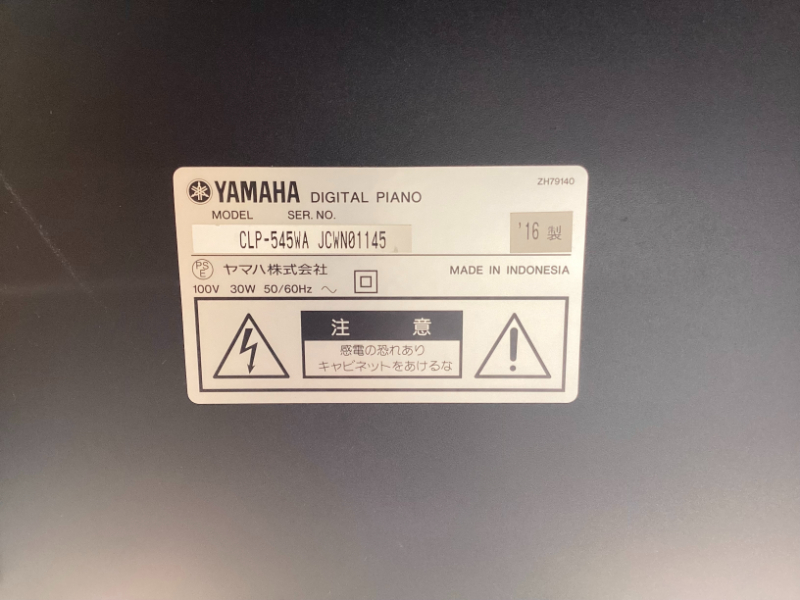 ZH79140
YAMAHA DIGITAL PIANO
MODEL SER. NO.
CLP-545WA JCWN01145
'16 製
PSE ヤマハ株式会社
MADE IN INDONESIA
100V 30W 50/60Hz ～
注 意
感電の恐れあり
キャビネットをあけるな